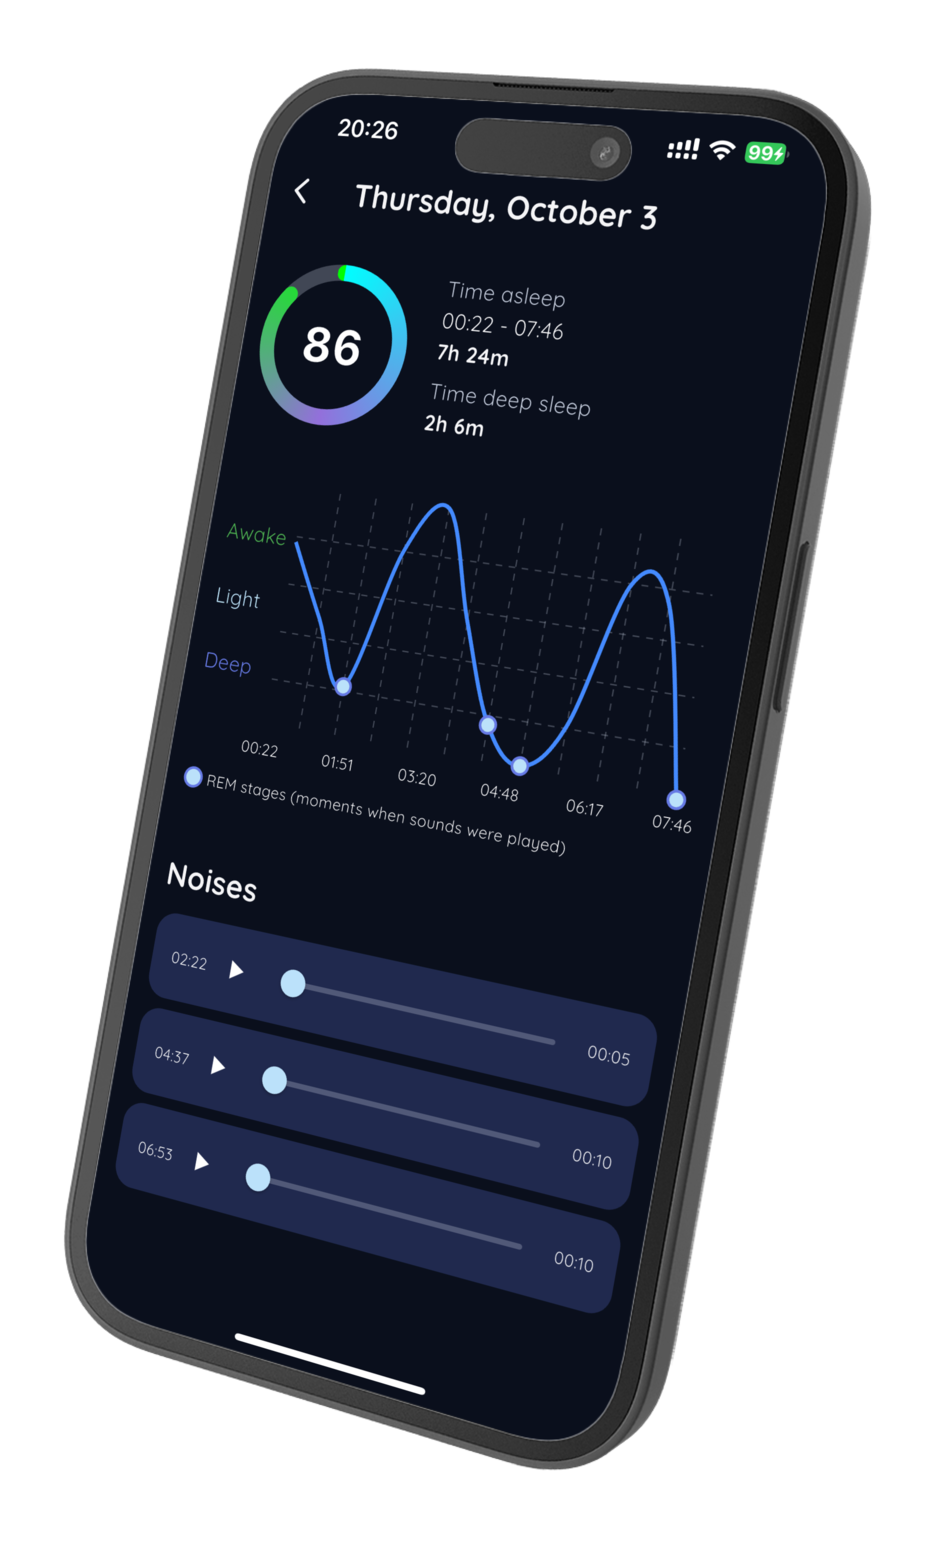 20:26
99
Thursday, October 3
86
Time asleep
00:22 - 07:46
7h 24m
Time deep sleep
2h 6m
Awake
Light
Deep
00:22
01:51
03:20
04:48
06:17
07:46
REM stages (moments when sounds were played)
Noises
02:22
00:05
04:37
00:10
06:53
00:10